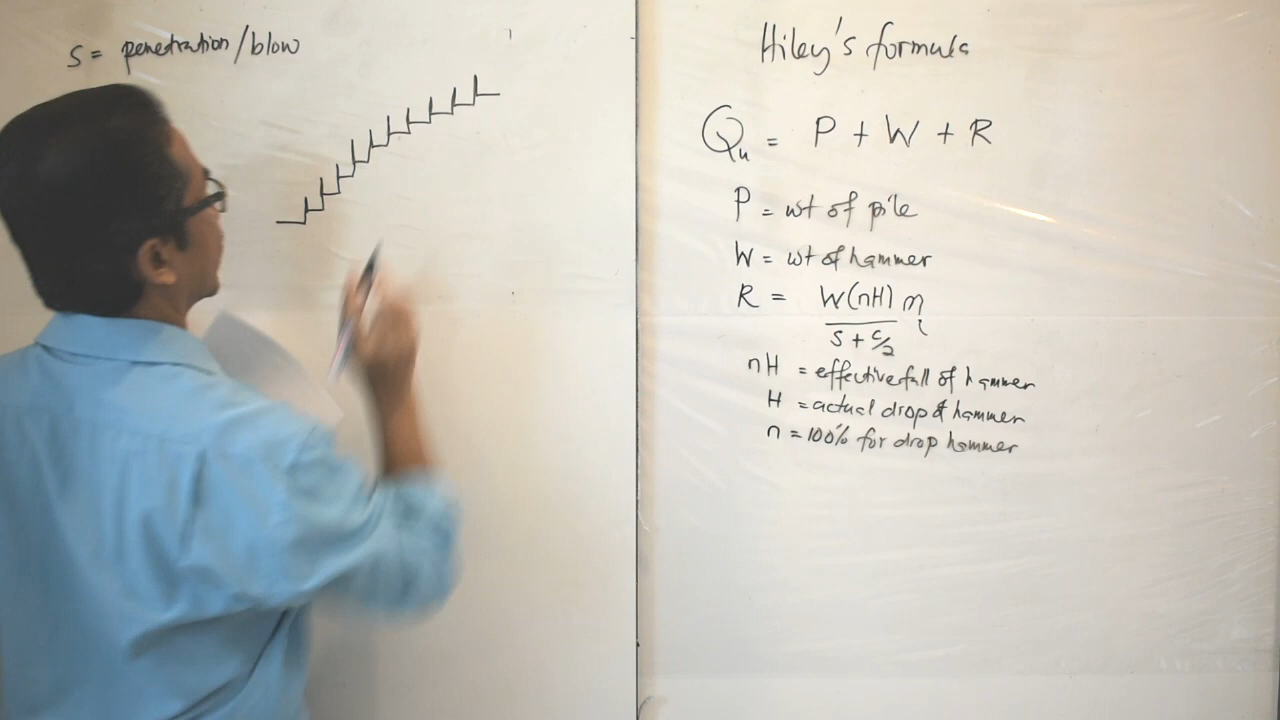 S = penetration/blow
Hiley's formula
Qu = P + W + R
P = wt of pile
W = wt of hammer
R = W(nH) η
S + c/2
nH = effective fall of hammer
H = actual drop of hammer
n = 100% for drop hammer